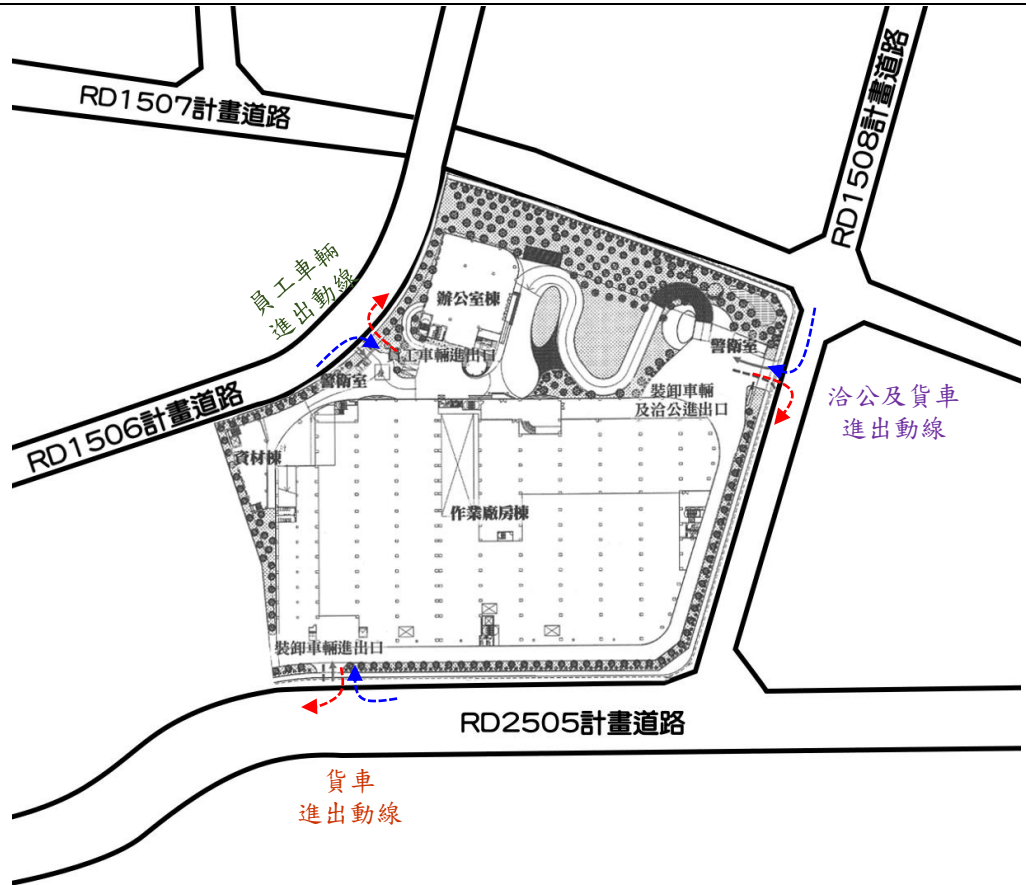 RD1507計畫道路
RD1508計畫道路
員工車輛
進出動線
辦公室棟
員工車輛進出口
警衛室
警衛室
裝卸車輛
及洽公進出口
洽公及貨車
進出動線
RD1506計畫道路
資材棟
作業廠房棟
裝卸車輛進出口
RD2505計畫道路
貨車
進出動線